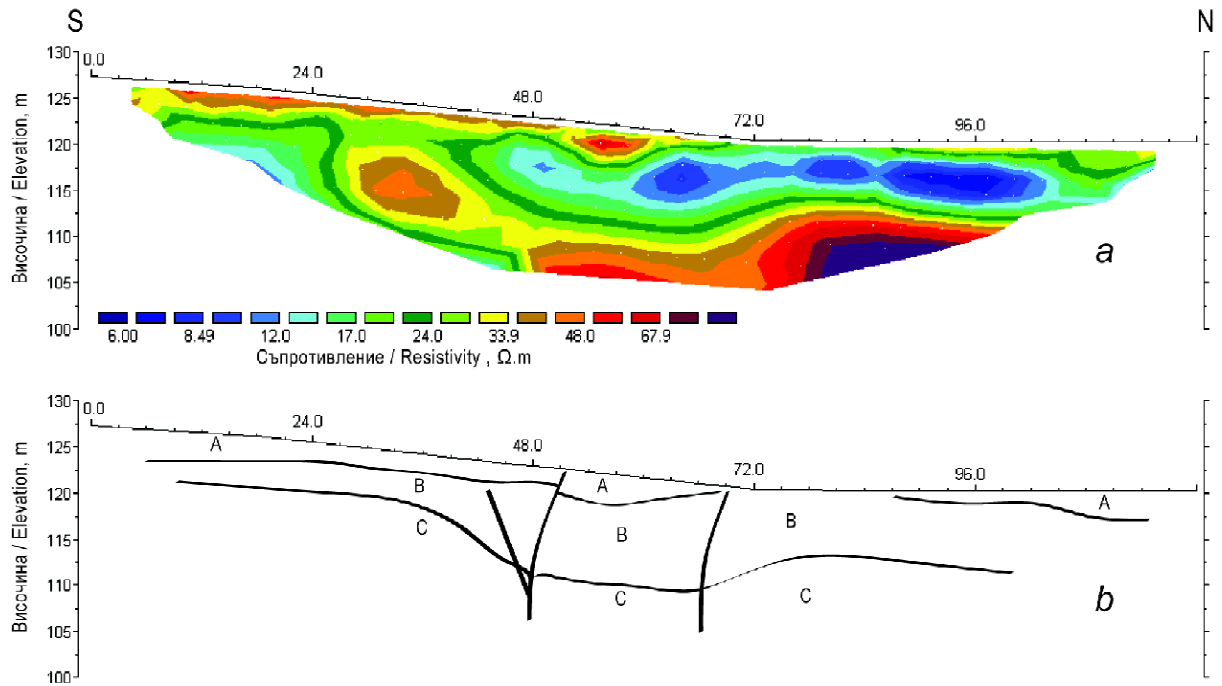 S N
130
125
120
115
110
105
100
Височина / Elevation, m
0.0 24.0 48.0 72.0 96.0
a
6.00 8.49 12.0 17.0 24.0 33.9 48.0 67.9
Съпротивление / Resistivity , Ω.m
130
125
120
115
110
105
100
Височина / Elevation, m
0.0 24.0 48.0 72.0 96.0
A A A
B B B
C C C
b